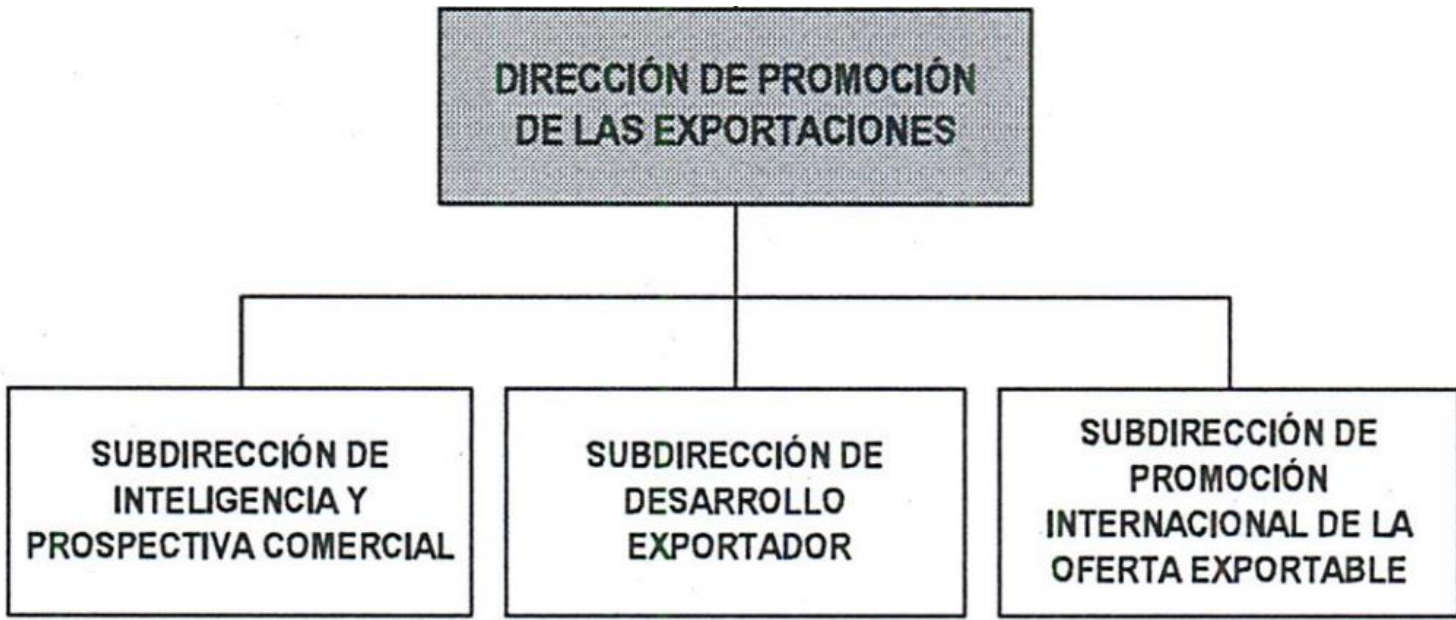 DIRECCIÓN DE PROMOCIÓN
DE LAS EXPORTACIONES
SUBDIRECCIÓN DE
INTELIGENCIA Y
PROSPECTIVA COMERCIAL
SUBDIRECCIÓN DE
DESARROLLO
EXPORTADOR
SUBDIRECCIÓN DE
PROMOCIÓN
INTERNACIONAL DE LA
OFERTA EXPORTABLE